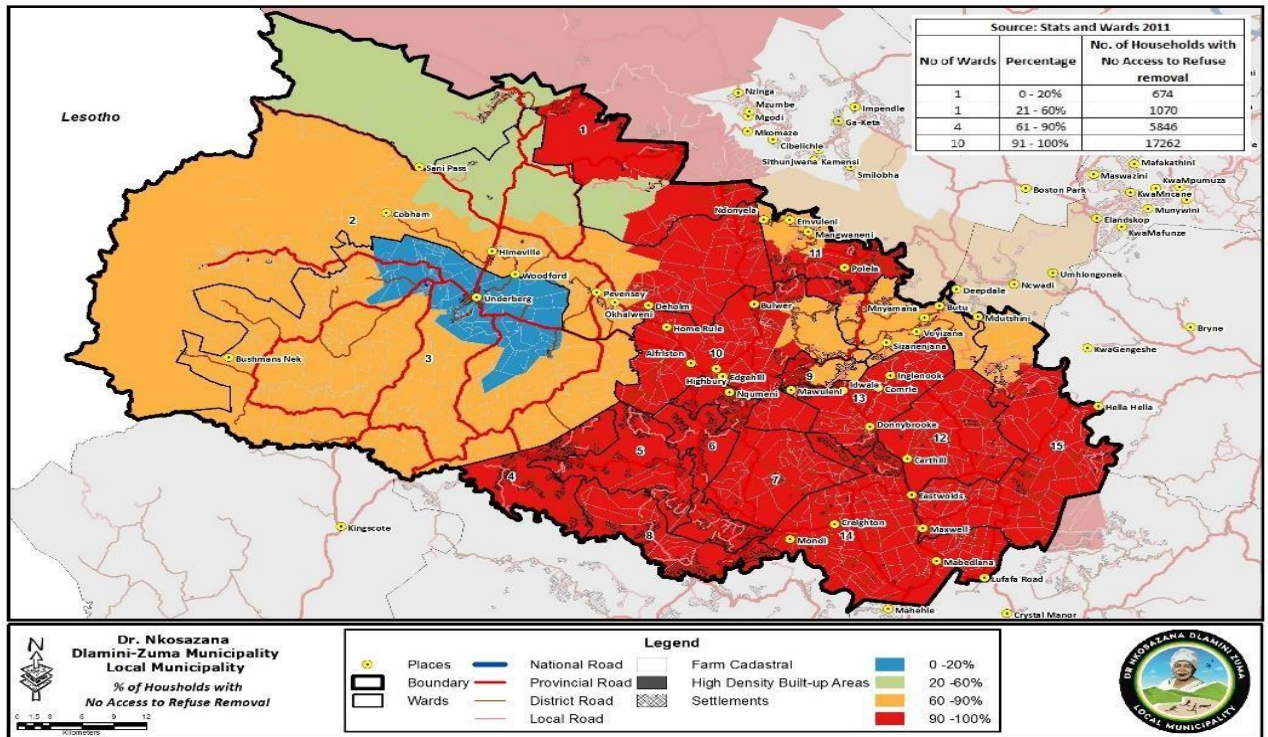 Source: Stats and Wards 2011
No of Wards Percentage No. of Households with No Access to Refuse removal
1 0 - 20% 674
1 21 - 60% 1070
4 61 - 90% 5846
10 91 - 100% 17262
Lesotho
Nzinga
Mzumbe
Mgodi
Mkomaze
Impendle
Ga-Keta
Cibelichle
Sithunjwana Kamensi
Smilobha
Mafakathini
Maswazini
KwaMpumuza
KwaMncane
Boston Park
Munywini
Elandskop
KwaMafunze
1
Sani Pass
2
Cobham
Ndonyela
Emvuleni
Mangwaneni
11
Himeville
Polela
Woodford
Umhlongonek
Ncwadi
Deepdale
Underberg
Pevensey
Okhalweni
Deholm
Bulwer
Mnyamana
Butu
Mdutshini
Home Rule
Voyizana
Bryne
Sizanenjana
KwaGengeshe
Bushmans Nek
3
Alfriston
10
Edgehill
Highbury
9
Inglenook
Idwala
Comrie
Nqumeni
Mawuleni
13
Hella Hella
Donnybrooke
12
15
5
6
Carthill
4
7
Eastwolds
Kingscote
Creighton
Maxwell
8
Mondi
14
Mabedlana
Lufafa Road
Mahehle
Crystal Manor
N
Dr. Nkosazana
Dlamini-Zuma Municipality
Local Municipality
% of Housholds with
No Access to Refuse Removal
0 1.5 3 6 9 12
Kilometers
Legend
Places National Road Farm Cadastral 0 -20%
Boundary Provincial Road High Density Built-up Areas 20 -60%
Wards District Road Settlements 60 -90%
Local Road 90 -100%
DR NKOSAZANA DLAMINI ZUMA
LOCAL MUNICIPALITY